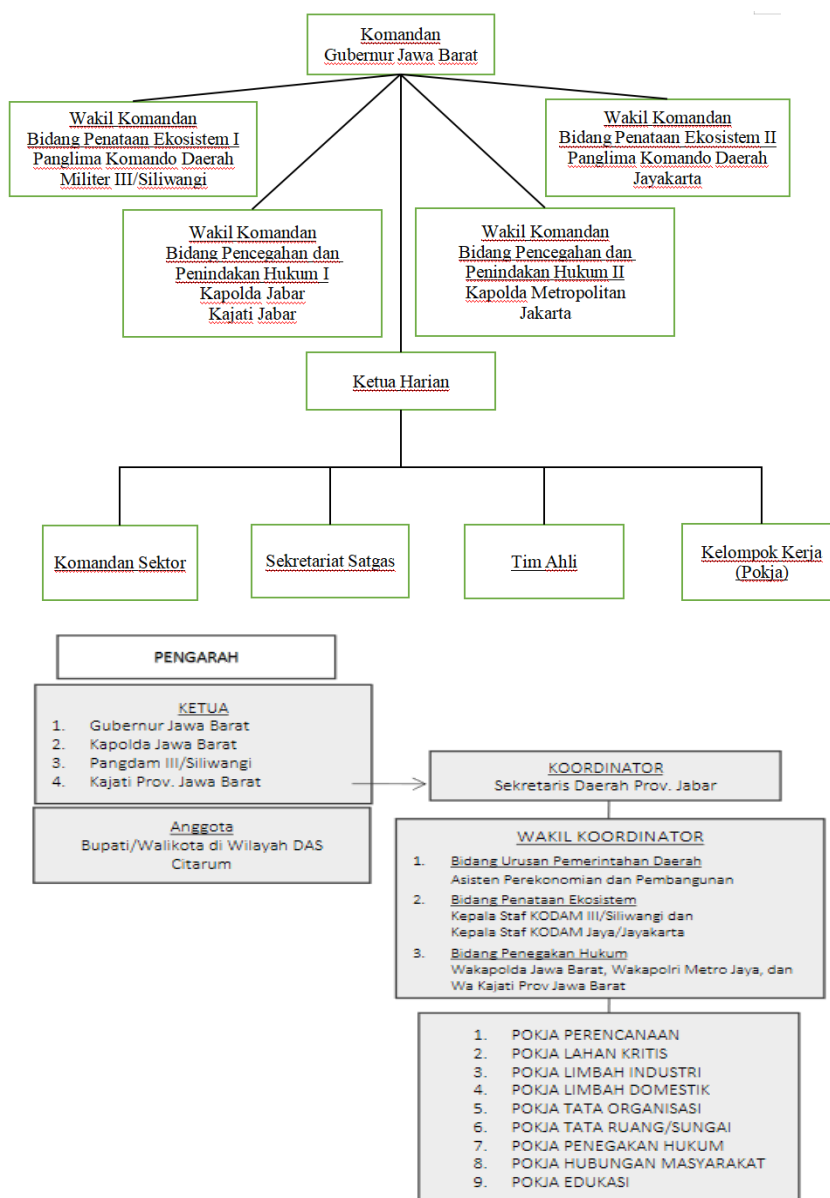 Komandan
Gubernur Jawa Barat
Wakil Komandan
Bidang Penataan Ekosistem I
Panglima Komando Daerah
Militer III/Siliwangi
Wakil Komandan
Bidang Penataan Ekosistem II
Panglima Komando Daerah
Jayakarta
Wakil Komandan
Bidang Pencegahan dan
Penindakan Hukum I
Kapolda Jabar
Kajati Jabar
Wakil Komandan
Bidang Pencegahan dan
Penindakan Hukum II
Kapolda Metropolitan
Jakarta
Ketua Harian
Komandan Sektor
Sekretariat Satgas
Tim Ahli
Kelompok Kerja
(Pokja)
PENGARAH
KETUA
1. Gubernur Jawa Barat
2. Kapolda Jawa Barat
3. Pangdam III/Siliwangi
4. Kajati Prov. Jawa Barat
Anggota
Bupati/Walikota di Wilayah DAS
Citarum
KOORDINATOR
Sekretaris Daerah Prov. Jabar
WAKIL KOORDINATOR
1. Bidang Urusan Pemerintahan Daerah
Asisten Perekonomian dan Pembangunan
2. Bidang Penataan Ekosistem
Kepala Staf KODAM III/Siliwangi dan
Kepala Staf KODAM Jaya/Jayakarta
3. Bidang Penegakan Hukum
Wakapolda Jawa Barat, Wakapolri Metro Jaya, dan
Wa Kajati Prov Jawa Barat
1. POKJA PERENCANAAN
2. POKJA LAHAN KRITIS
3. POKJA LIMBAH INDUSTRI
4. POKJA LIMBAH DOMESTIK
5. POKJA TATA ORGANISASI
6. POKJA TATA RUANG/SUNGAI
7. POKJA PENEGAKAN HUKUM
8. POKJA HUBUNGAN MASYARAKAT
9. POKJA EDUKASI